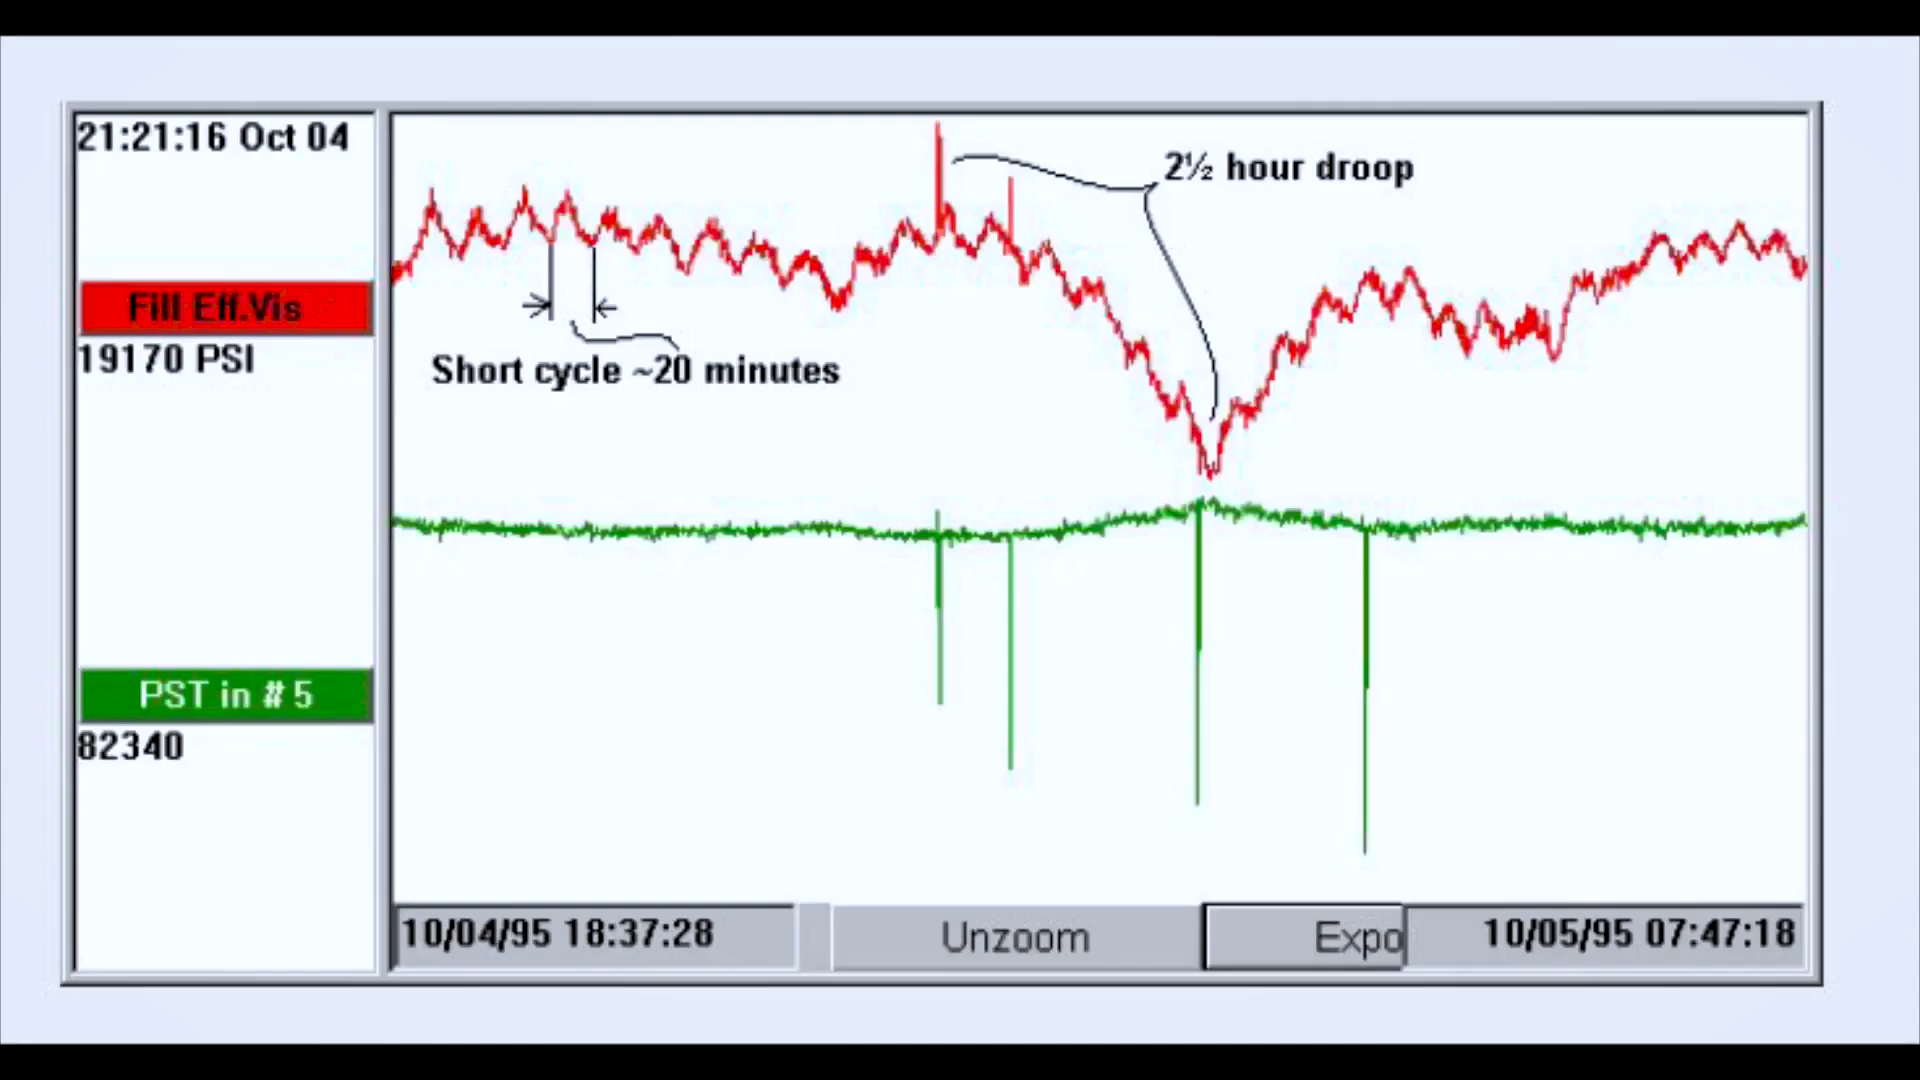 21:21:16 Oct 04
Fill Eff.Vis
19170 PSI
PST in # 5
82340
2½ hour droop
Short cycle ~20 minutes
10/04/95 18:37:28
Unzoom
Expo
10/05/95 07:47:18